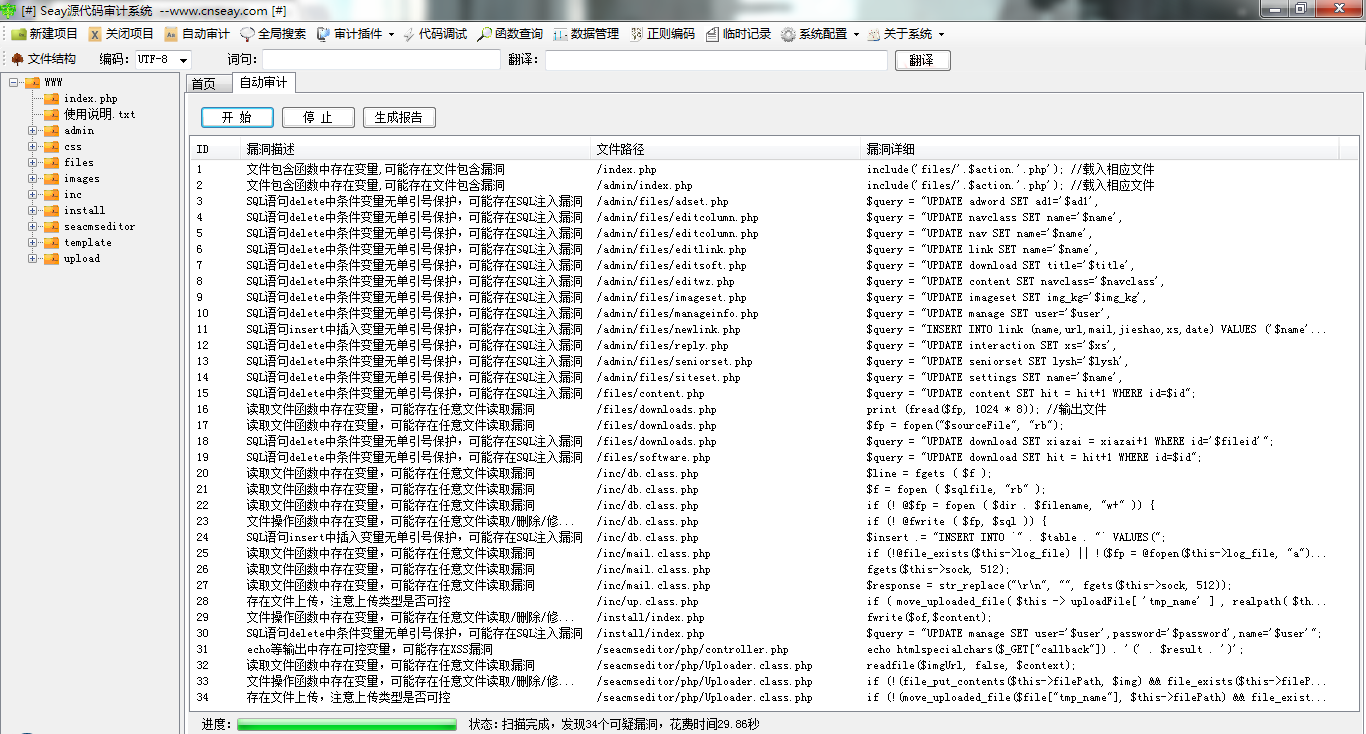 [#] Seay源代码审计系统 --www.cnseay.com [#]
新建项目 关闭项目 自动审计 全局搜索 审计插件 代码调试 函数查询 数据管理 正则编码 临时记录 系统配置 关于系统
文件结构 编码: UTF-8 词句: 翻译: 翻译
WWW
index.php
使用说明.txt
admin
css
files
images
inc
install
seacmseditor
template
upload
首页 自动审计
开 始 停 止 生成报告
ID 漏洞描述 文件路径 漏洞详细
1 文件包含函数中存在变量,可能存在文件包含漏洞 /index.php include('files/'.$action.'.php'); //载入相应文件
2 文件包含函数中存在变量,可能存在文件包含漏洞 /admin/index.php include('files/'.$action.'.php'); //载入相应文件
3 SQL语句delete中条件变量无单引号保护，可能存在SQL注入漏洞 /admin/files/adset.php $query = "UPDATE adword SET ad1='$ad1',
4 SQL语句delete中条件变量无单引号保护，可能存在SQL注入漏洞 /admin/files/editcolumn.php $query = "UPDATE navclass SET name='$name',
5 SQL语句delete中条件变量无单引号保护，可能存在SQL注入漏洞 /admin/files/editcolumn.php $query = "UPDATE nav SET name='$name',
6 SQL语句delete中条件变量无单引号保护，可能存在SQL注入漏洞 /admin/files/editlink.php $query = "UPDATE link SET name='$name',
7 SQL语句delete中条件变量无单引号保护，可能存在SQL注入漏洞 /admin/files/editsoft.php $query = "UPDATE download SET title='$title',
8 SQL语句delete中条件变量无单引号保护，可能存在SQL注入漏洞 /admin/files/editwz.php $query = "UPDATE content SET navclass='$navclass',
9 SQL语句delete中条件变量无单引号保护，可能存在SQL注入漏洞 /admin/files/imageset.php $query = "UPDATE imageset SET img_kg='$img_kg',
10 SQL语句delete中条件变量无单引号保护，可能存在SQL注入漏洞 /admin/files/manageinfo.php $query = "UPDATE manage SET user='$user',
11 SQL语句insert中插入变量无单引号保护，可能存在SQL注入漏洞 /admin/files/newlink.php $query = "INSERT INTO link (name,url,mail,jieshao,xs,date) VALUES ('$name'...
12 SQL语句delete中条件变量无单引号保护，可能存在SQL注入漏洞 /admin/files/reply.php $query = "UPDATE interaction SET xs='$xs',
13 SQL语句delete中条件变量无单引号保护，可能存在SQL注入漏洞 /admin/files/seniorset.php $query = "UPDATE seniorset SET lysh='$lysh',
14 SQL语句delete中条件变量无单引号保护，可能存在SQL注入漏洞 /admin/files/siteset.php $query = "UPDATE settings SET name='$name',
15 SQL语句delete中条件变量无单引号保护，可能存在SQL注入漏洞 /files/content.php $query = "UPDATE content SET hit = hit+1 WHERE id=$id";
16 读取文件函数中存在变量，可能存在任意文件读取漏洞 /files/downloads.php print (fread($fp, 1024 * 8)); //输出文件
17 读取文件函数中存在变量，可能存在任意文件读取漏洞 /files/downloads.php $fp = fopen("$sourceFile", "rb");
18 SQL语句delete中条件变量无单引号保护，可能存在SQL注入漏洞 /files/downloads.php $query = "UPDATE download SET xiazai = xiazai+1 WhERE id='$fileid'";
19 SQL语句delete中条件变量无单引号保护，可能存在SQL注入漏洞 /files/software.php $query = "UPDATE download SET hit = hit+1 WHERE id=$id";
20 读取文件函数中存在变量，可能存在任意文件读取漏洞 /inc/db.class.php $line = fgets ( $f );
21 读取文件函数中存在变量，可能存在任意文件读取漏洞 /inc/db.class.php $f = fopen ( $sqlfile, "rb" );
22 读取文件函数中存在变量，可能存在任意文件读取漏洞 /inc/db.class.php if (! @$fp = fopen ( $dir . $filename, "w+" )) {
23 文件操作函数中存在变量，可能存在任意文件读取/删除/修... /inc/db.class.php if (! @fwrite ( $fp, $sql )) {
24 SQL语句insert中插入变量无单引号保护，可能存在SQL注入漏洞 /inc/db.class.php $insert .= "INSERT INTO `" . $table . "` VALUES(";
25 读取文件函数中存在变量，可能存在任意文件读取漏洞 /inc/mail.class.php if (!@file_exists($this->log_file) || !($fp = @fopen($this->log_file, "a")...
26 读取文件函数中存在变量，可能存在任意文件读取漏洞 /inc/mail.class.php fgets($this->sock, 512);
27 读取文件函数中存在变量，可能存在任意文件读取漏洞 /inc/mail.class.php $response = str_replace("\r\n", "", fgets($this->sock, 512));
28 存在文件上传，注意上传类型是否可控 /inc/up.class.php if ( move_uploaded_file( $this -> uploadFile[ 'tmp_name' ] , realpath( $th...
29 文件操作函数中存在变量，可能存在任意文件读取/删除/修... /install/index.php fwrite($of,$content);
30 SQL语句delete中条件变量无单引号保护，可能存在SQL注入漏洞 /install/index.php $query = "UPDATE manage SET user='$user',password='$password',name='$user'";
31 echo等输出中存在可控变量，可能存在XSS漏洞 /seacmseditor/php/controller.php echo htmlspecialchars($_GET["callback"]) . '(' . $result . ')';
32 读取文件函数中存在变量，可能存在任意文件读取漏洞 /seacmseditor/php/Uploader.class.php readfile($imgUrl, false, $context);
33 文件操作函数中存在变量，可能存在任意文件读取/删除/修... /seacmseditor/php/Uploader.class.php if (!(file_put_contents($this->filePath, $img) && file_exists($this->fileP...
34 存在文件上传，注意上传类型是否可控 /seacmseditor/php/Uploader.class.php if (!(move_uploaded_file($file["tmp_name"], $this->filePath) && file_exist...
进度: 状态:扫描完成，发现34个可疑漏洞，花费时间29.86秒